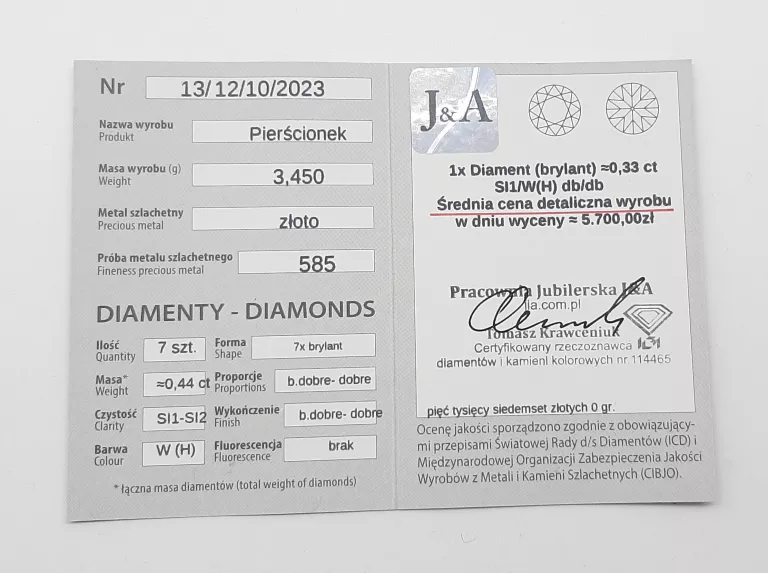 Nr 13/12/10/2023
Nazwa wyrobu
Produkt
Pierścionek
Masa wyrobu (g)
Weight
3,450
Metal szlachetny
Precious metal
złoto
Próba metalu szlachetnego
Fineness precious metal
585
DIAMENTY - DIAMONDS
Ilość
Quantity
7 szt.
Forma
Shape
7x brylant
Masa*
Weight
≈0,44 ct
Proporcje
Proportions
b.dobre- dobre
Czystość
Clarity
SI1-SI2
Wykończenie
Finish
b.dobre- dobre
Barwa
Colour
W (H)
Fluorescencja
Fluorescence
brak
* łączna masa diamentów (total weight of diamonds)
J&A
1x Diament (brylant) ≈0,33 ct
SI1/W(H) db/db
Średnia cena detaliczna wyrobu
w dniu wyceny ≈ 5.700,00zł
Pracownia Jubilerska J&A
jia.com.pl
Tomasz Krawceniuk
Certyfikowany rzeczoznawca
diamentów i kamieni kolorowych nr 114465
pięć tysięcy siedemset złotych 0 gr.
Ocenę jakości sporządzono zgodnie z obowiązujący-
mi przepisami Światowej Rady d/s Diamentów (ICD) i
Międzynarodowej Organizacji Zabezpieczenia Jakości
Wyrobów z Metali i Kamieni Szlachetnych (CIBJO).